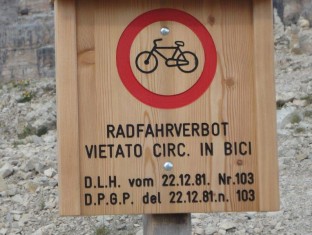 RADFAHRVERBOT
VIETATO CIRC. IN BICI
D.L.H. vom 22.12.81. Nr.103
D.P.G.P. del 22.12.81.n. 103